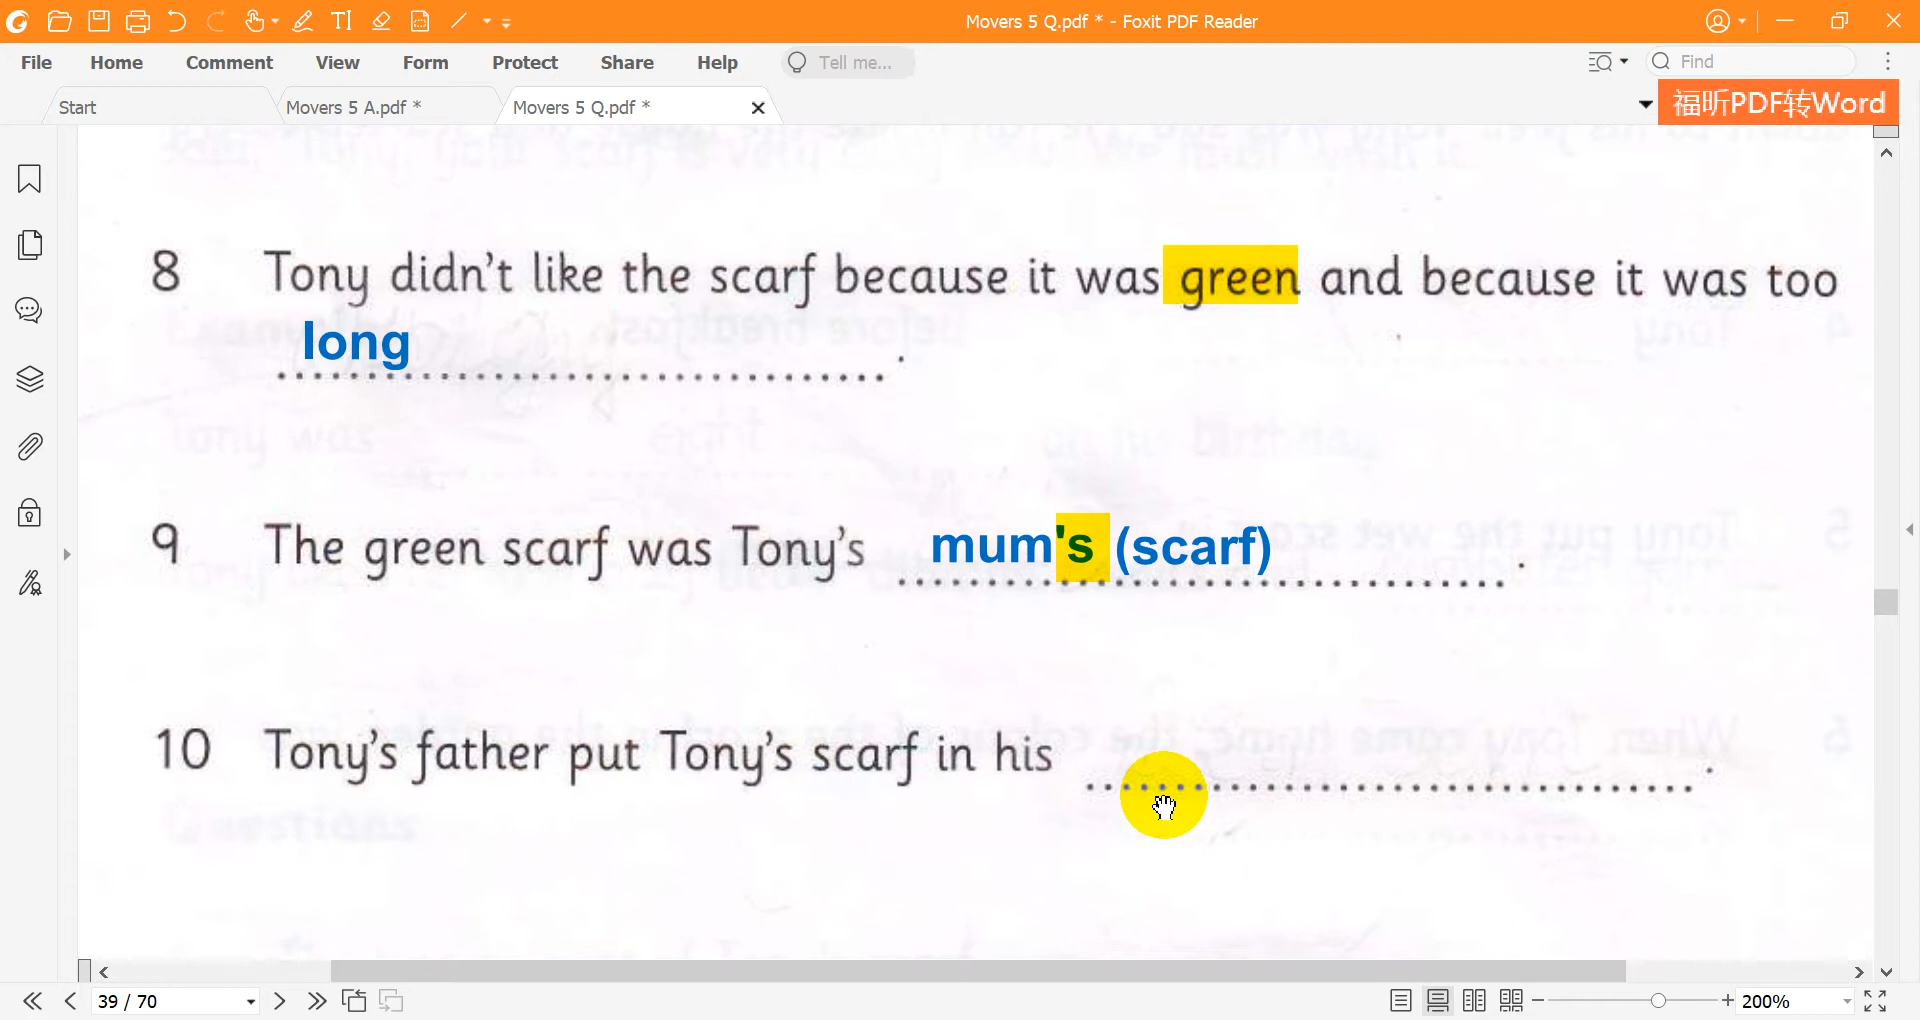 Movers 5 Q.pdf * - Foxit PDF Reader
File Home Comment View Form Protect Share Help Tell me... Find
Start Movers 5 A.pdf * Movers 5 Q.pdf * 福昕PDF转Word
8 Tony didn't like the scarf because it was green and because it was too
long .
9 The green scarf was Tony's mum's (scarf) .
10 Tony's father put Tony's scarf in his .
39 / 70 200%